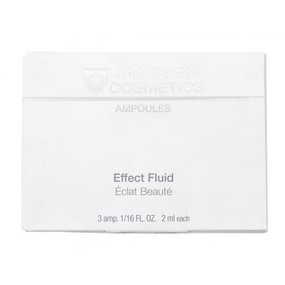 JANSSEN
COSMETICS
AMPOULES
Effect Fluid
Éclat Beauté
3 amp. 1/16 FL. OZ. 2 ml each